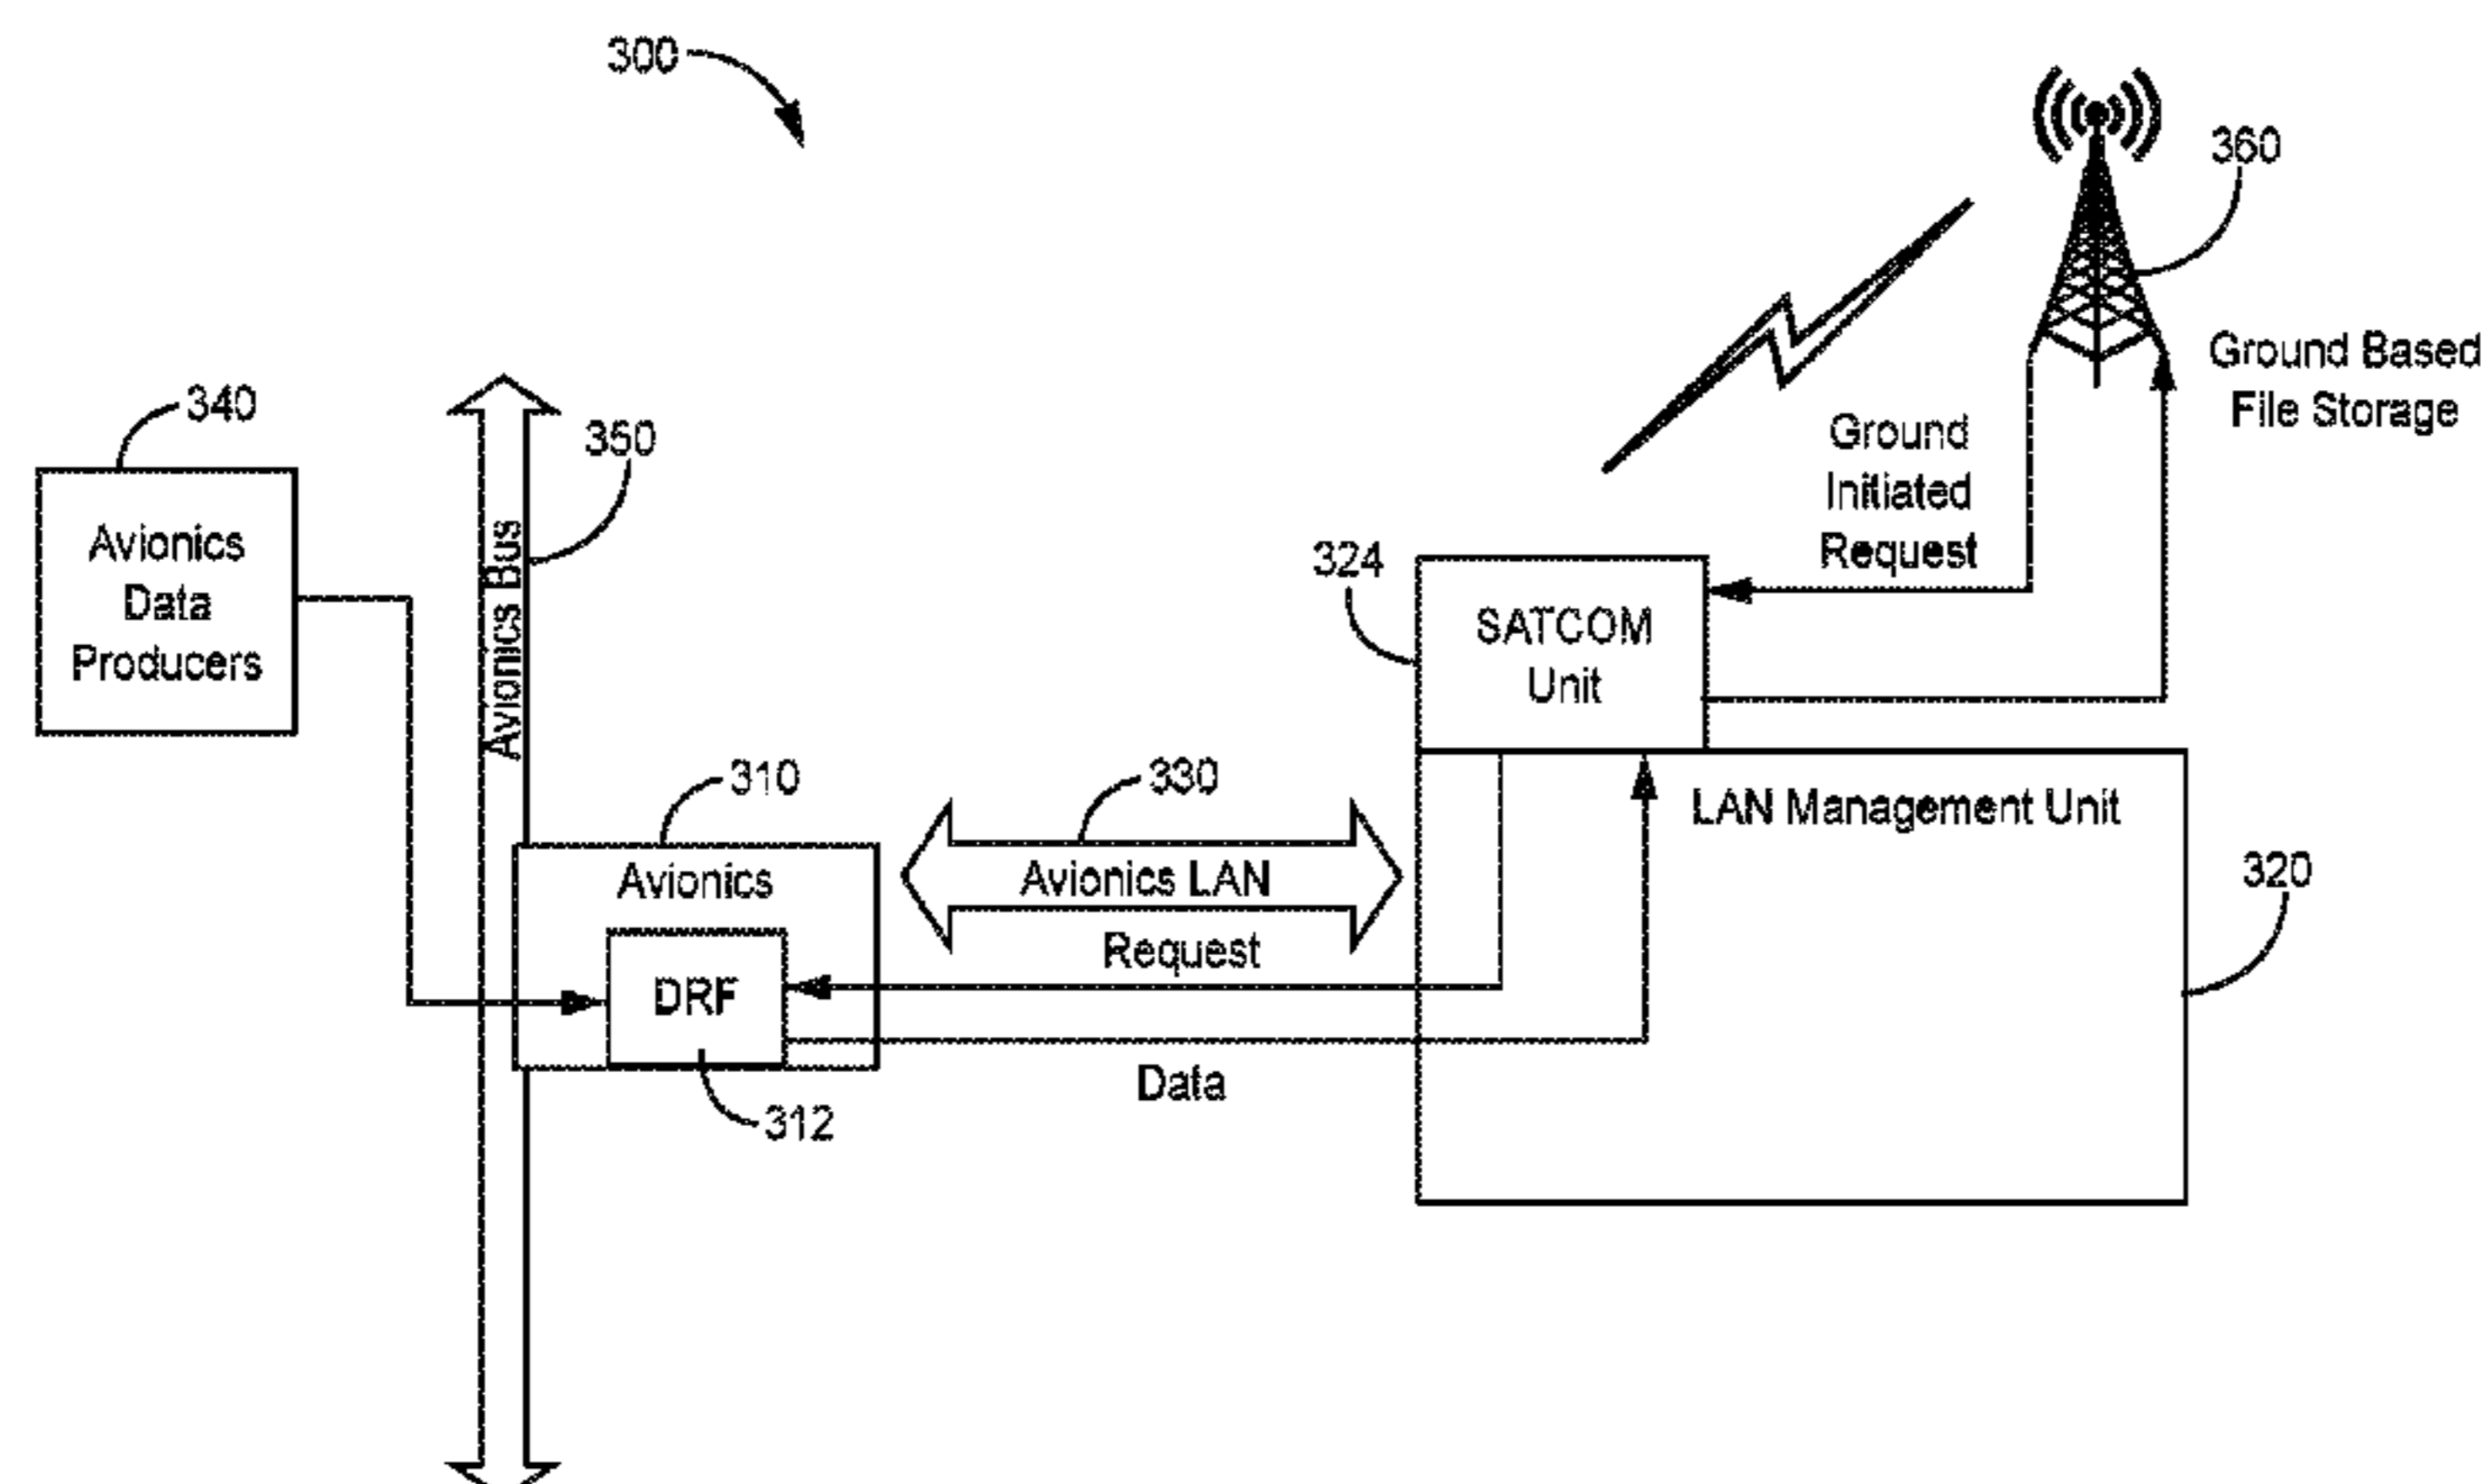 300
360
Ground Based
File Storage
340
350
Ground
Initiated
Request
Avionics
Data
Producers
Avionics Bus
324
SATCOM
Unit
310
330
LAN Management Unit
Avionics
Avionics LAN
320
Request
DRF
Data
312